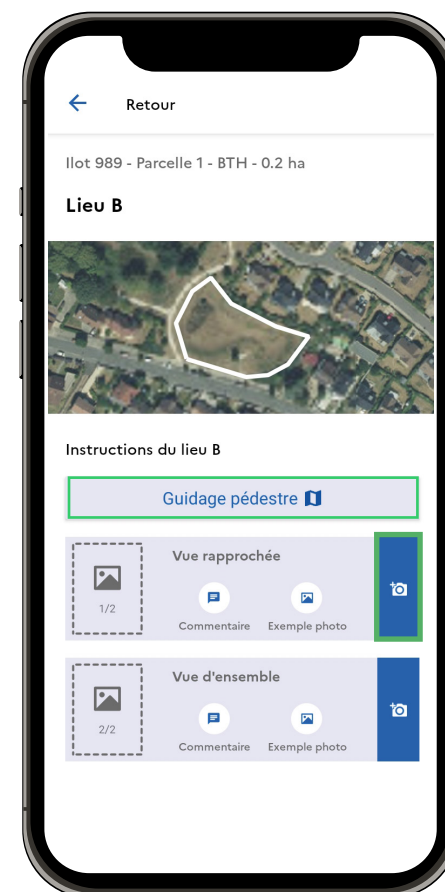 Retour
Ilot 989 - Parcelle 1 - BTH - 0.2 ha
Lieu B
Instructions du lieu B
Guidage pédestre
Vue rapprochée
1/2
Commentaire Exemple photo
Vue d'ensemble
2/2
Commentaire Exemple photo